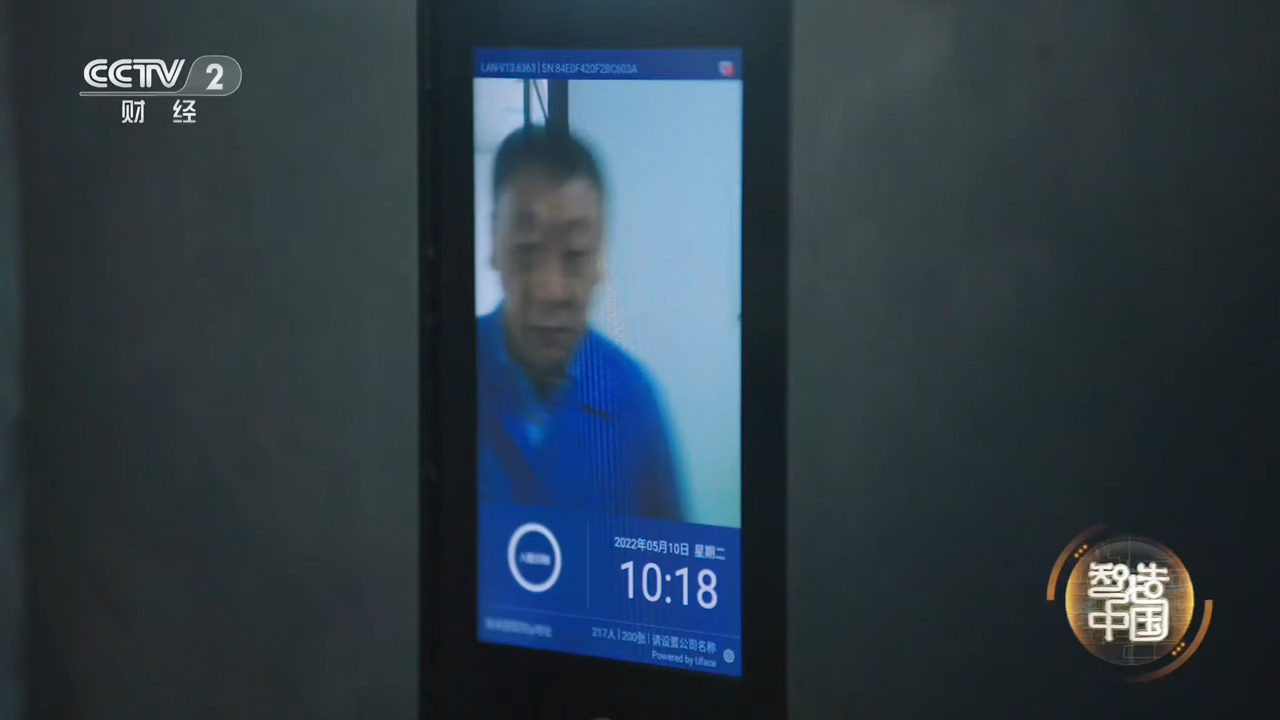 CCTV 2
财 经
LAN-V13.6363 | SN:84E0F420F2BC603A
2022年05月10日 星期二
10:18
217人 | 200张 | 请设置公司名称
Powered by Uface
智造
中国